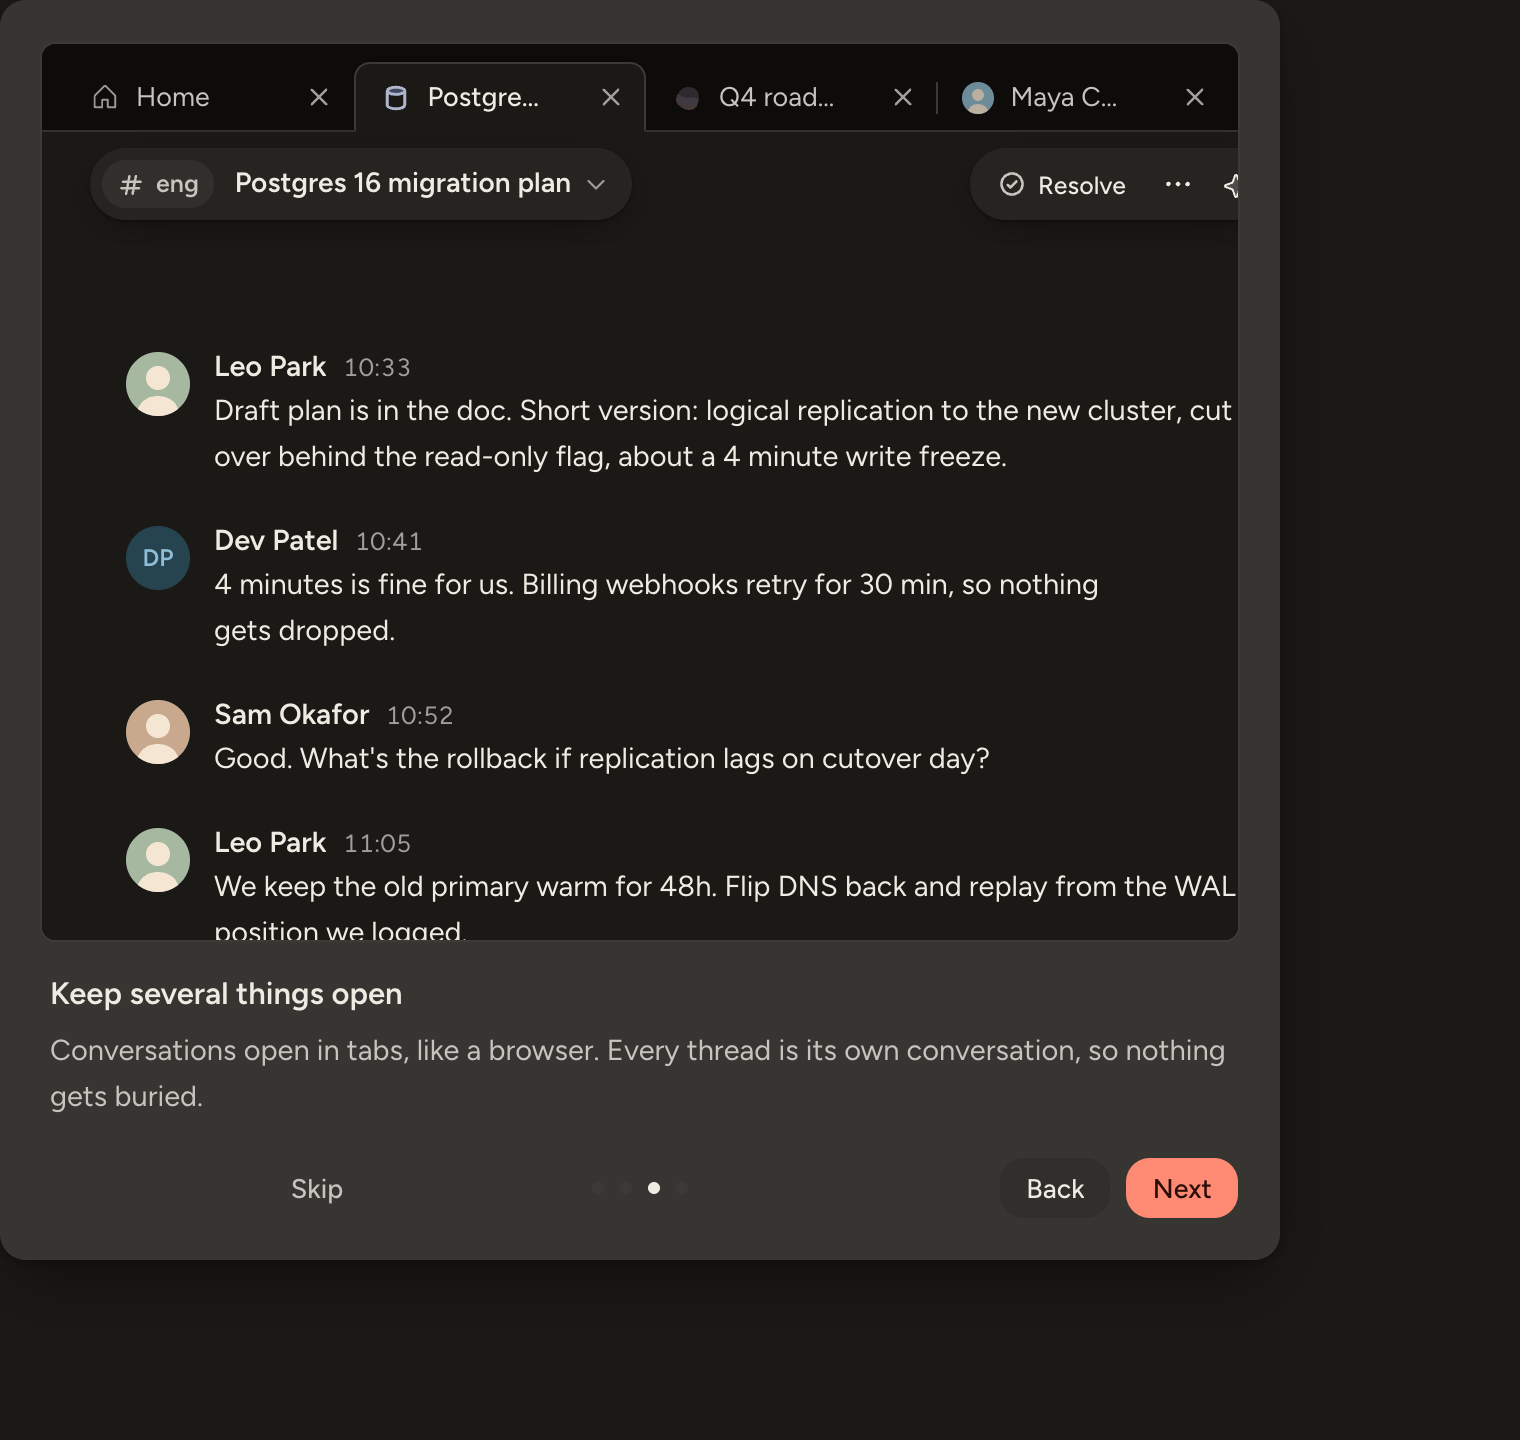 Home
Postgre...
Q4 road...
Maya C...
# eng
Postgres 16 migration plan
Resolve
Leo Park 10:33
Draft plan is in the doc. Short version: logical replication to the new cluster, cut
over behind the read-only flag, about a 4 minute write freeze.
DP
Dev Patel 10:41
4 minutes is fine for us. Billing webhooks retry for 30 min, so nothing
gets dropped.
Sam Okafor 10:52
Good. What's the rollback if replication lags on cutover day?
Leo Park 11:05
We keep the old primary warm for 48h. Flip DNS back and replay from the WAL
position we logged.
Keep several things open
Conversations open in tabs, like a browser. Every thread is its own conversation, so nothing
gets buried.
Skip
Back
Next